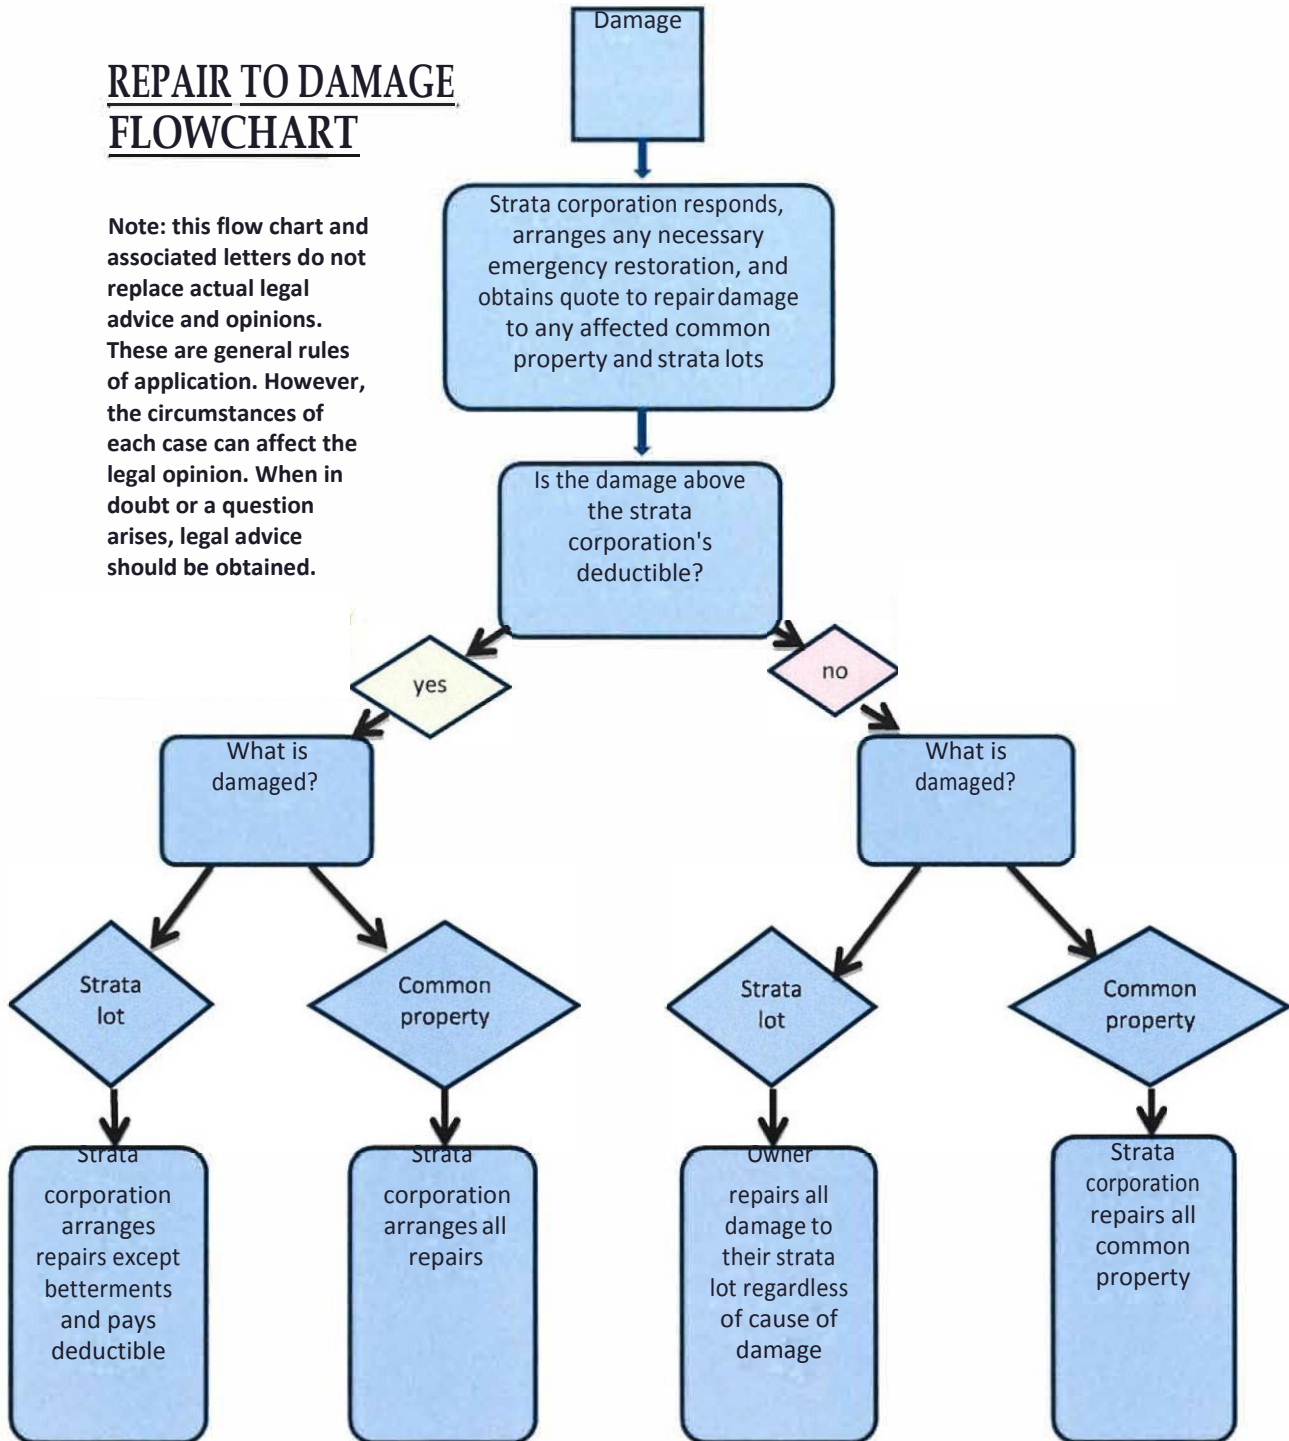 REPAIR TO DAMAGE
FLOWCHART
Note: this flow chart and
associated letters do not
replace actual legal
advice and opinions.
These are general rules
of application. However,
the circumstances of
each case can affect the
legal opinion. When in
doubt or a question
arises, legal advice
should be obtained.
Damage
Strata corporation responds,
arranges any necessary
emergency restoration, and
obtains quote to repair damage
to any affected common
property and strata lots
Is the damage above
the strata
corporation's
deductible?
yes
no
What is
damaged?
What is
damaged?
Strata
lot
Common
property
Strata
lot
Common
property
Strata
corporation
arranges
repairs except
betterments
and pays
deductible
Strata
corporation
arranges all
repairs
Owner
repairs all
damage to
their strata
lot regardless
of cause of
damage
Strata
corporation
repairs all
common
property